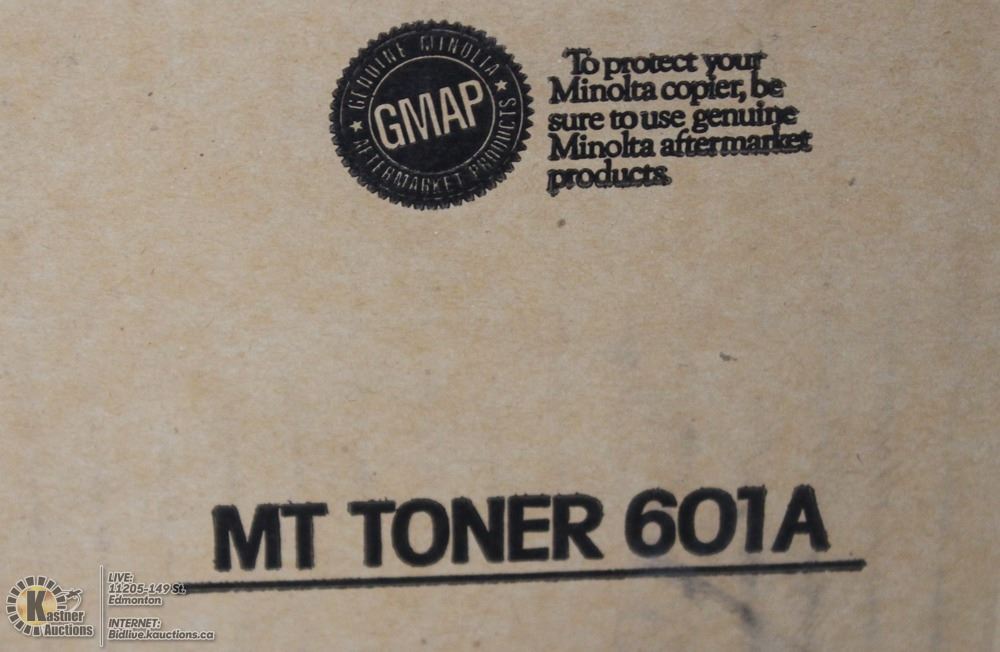 GENUINE MINOLTA
GMAP
AFTERMARKET PRODUCTS
To protect your
Minolta copier, be
sure to use genuine
Minolta aftermarket
products.
MT TONER 601A
K
Kastner
Auctions
LIVE:
11205-149 St.
Edmonton
INTERNET:
Bidlive.kauctions.ca